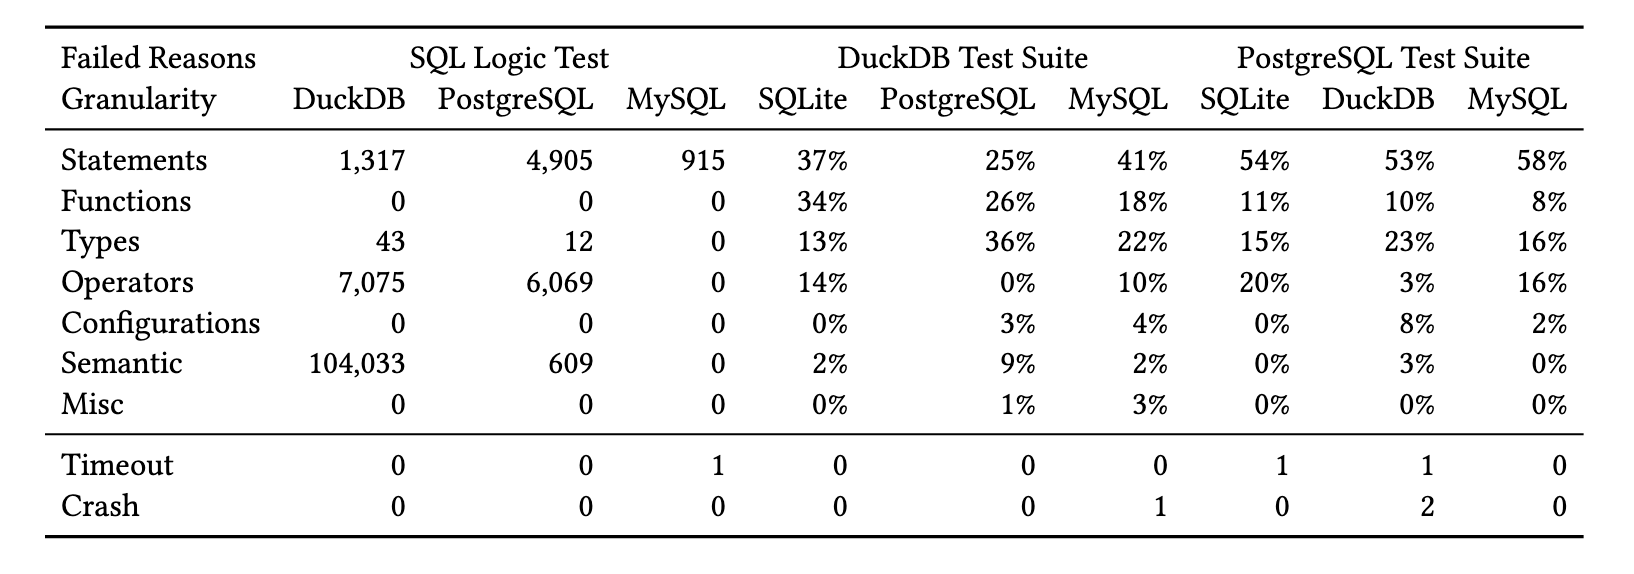 Failed Reasons SQL Logic Test DuckDB Test Suite PostgreSQL Test Suite
Granularity DuckDB PostgreSQL MySQL SQLite PostgreSQL MySQL SQLite DuckDB MySQL
Statements 1,317 4,905 915 37% 25% 41% 54% 53% 58%
Functions 0 0 0 34% 26% 18% 11% 10% 8%
Types 43 12 0 13% 36% 22% 15% 23% 16%
Operators 7,075 6,069 0 14% 0% 10% 20% 3% 16%
Configurations 0 0 0 0% 3% 4% 0% 8% 2%
Semantic 104,033 609 0 2% 9% 2% 0% 3% 0%
Misc 0 0 0 0% 1% 3% 0% 0% 0%
Timeout 0 0 1 0 0 0 1 1 0
Crash 0 0 0 0 0 1 0 2 0